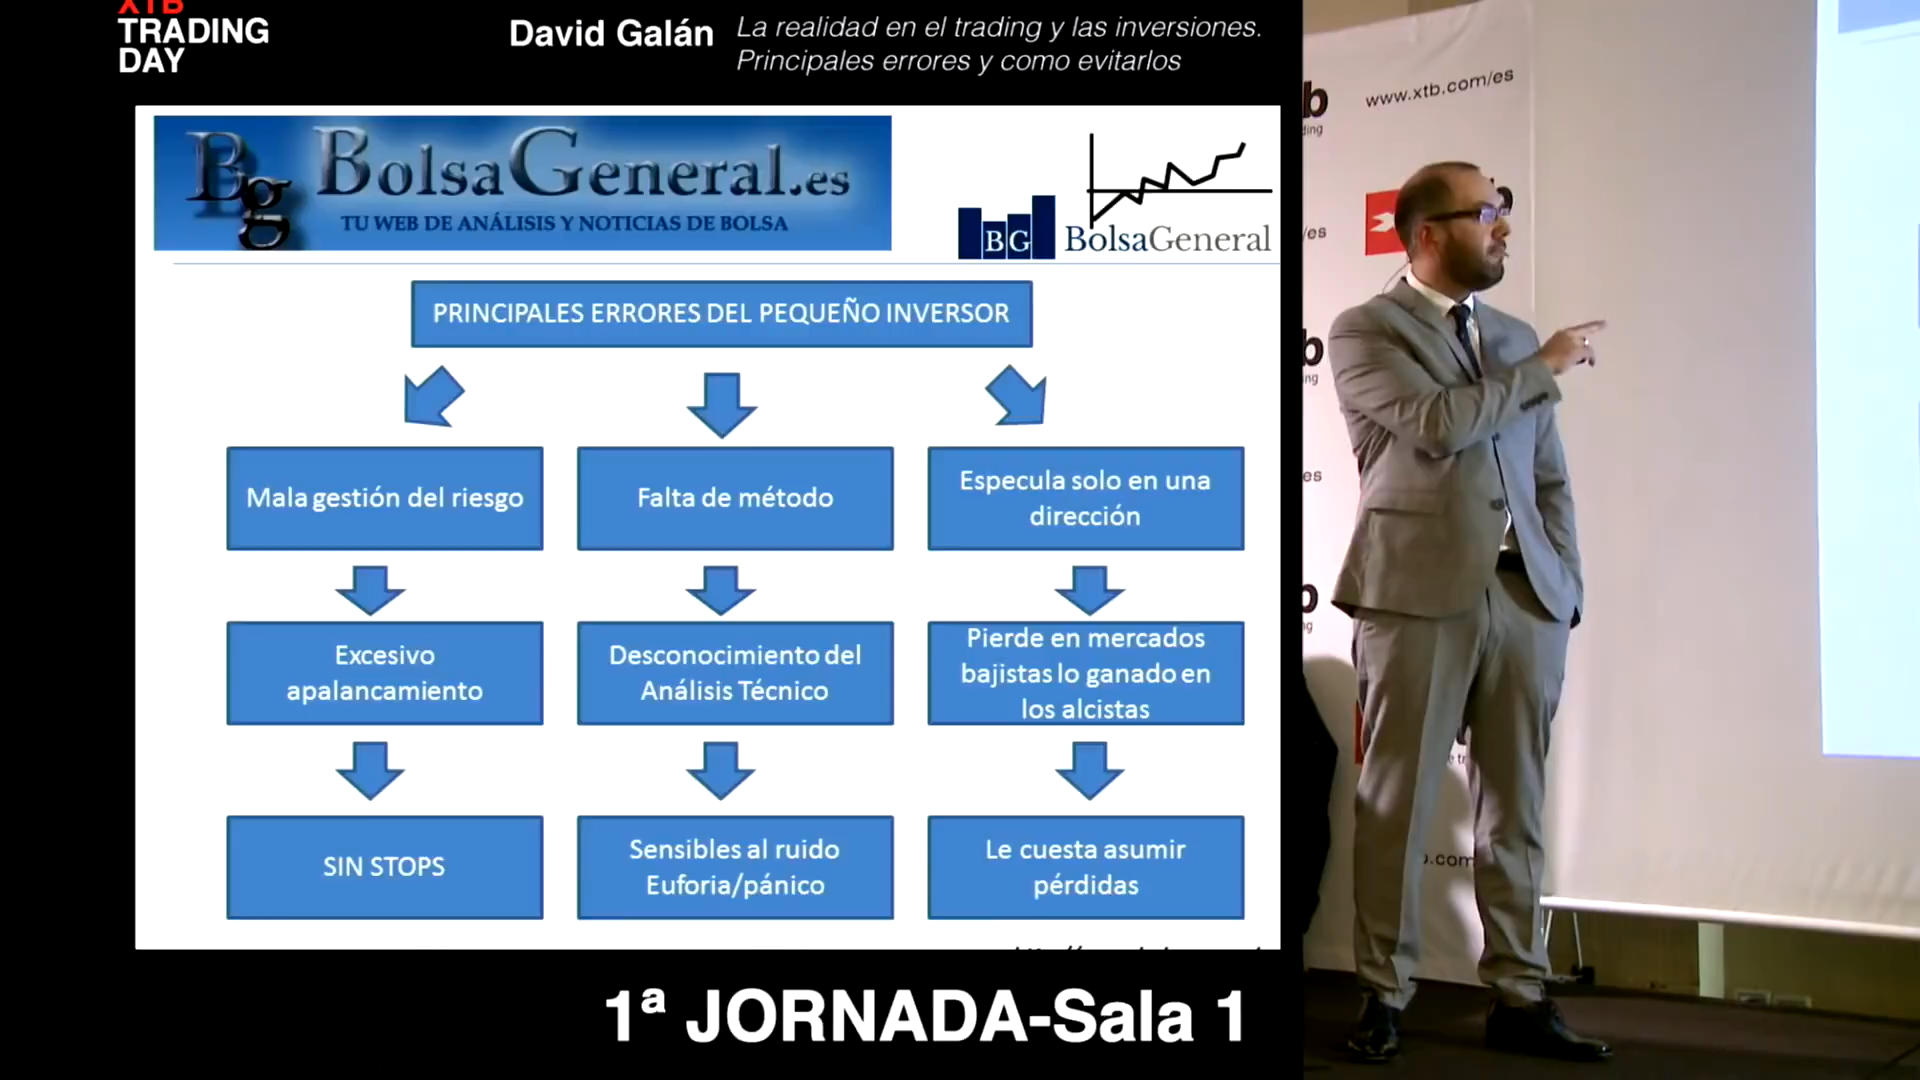 XTB
TRADING
DAY
David Galán
La realidad en el trading y las inversiones.
Principales errores y como evitarlos
Bg BolsaGeneral.es
TU WEB DE ANÁLISIS Y NOTICIAS DE BOLSA
BG BolsaGeneral
PRINCIPALES ERRORES DEL PEQUEÑO INVERSOR
Mala gestión del riesgo
Falta de método
Especula solo en una
dirección
Excesivo
apalancamiento
Desconocimiento del
Análisis Técnico
Pierde en mercados
bajistas lo ganado en
los alcistas
SIN STOPS
Sensibles al ruido
Euforia/pánico
Le cuesta asumir
pérdidas
1ª JORNADA-Sala 1
www.xtb.com/es